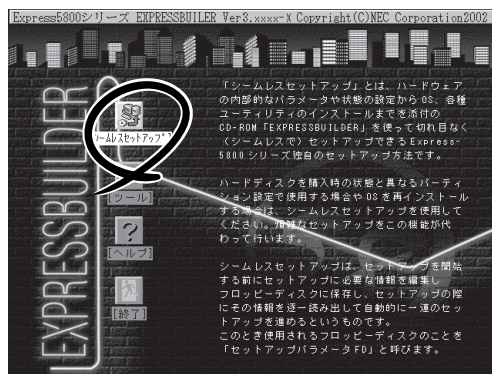 Express5800シリーズ EXPRESSBUILER Ver3.xxxx-X Copyright(C)NEC Corporation2002
EXPRESSBUILDER
シームレスセットアップ
[ツール]
[ヘルプ]
[終了]
「シームレスセットアップ」とは、ハードウェア
の内部的なパラメータや状態の設定からOS、各種
ユーティリティのインストールまでを添付の
CD-ROM「EXPRESSBUILDER」を使って切れ目なく
(シームレスで)セットアップできるExpress-
5800シリーズ独自のセットアップ方法です。
ハードディスクを購入時の状態と異なるパーティ
ション設定で使用する場合やOSを再インストール
する場合は、シームレスセットアップを使用して
ください。煩雑なセットアップをこの機能が代
わって行います。
シームレスセットアップは、セットアップを開始
する前にセットアップに必要な情報を編集し
フロッピーディスクに保存し、セットアップの際
にその情報を逐一読み出して自動的に一連のセッ
トアップを進めるというものです。
このとき使用されるフロッピーディスクのことを
「セットアップパラメータFD」と呼びます。